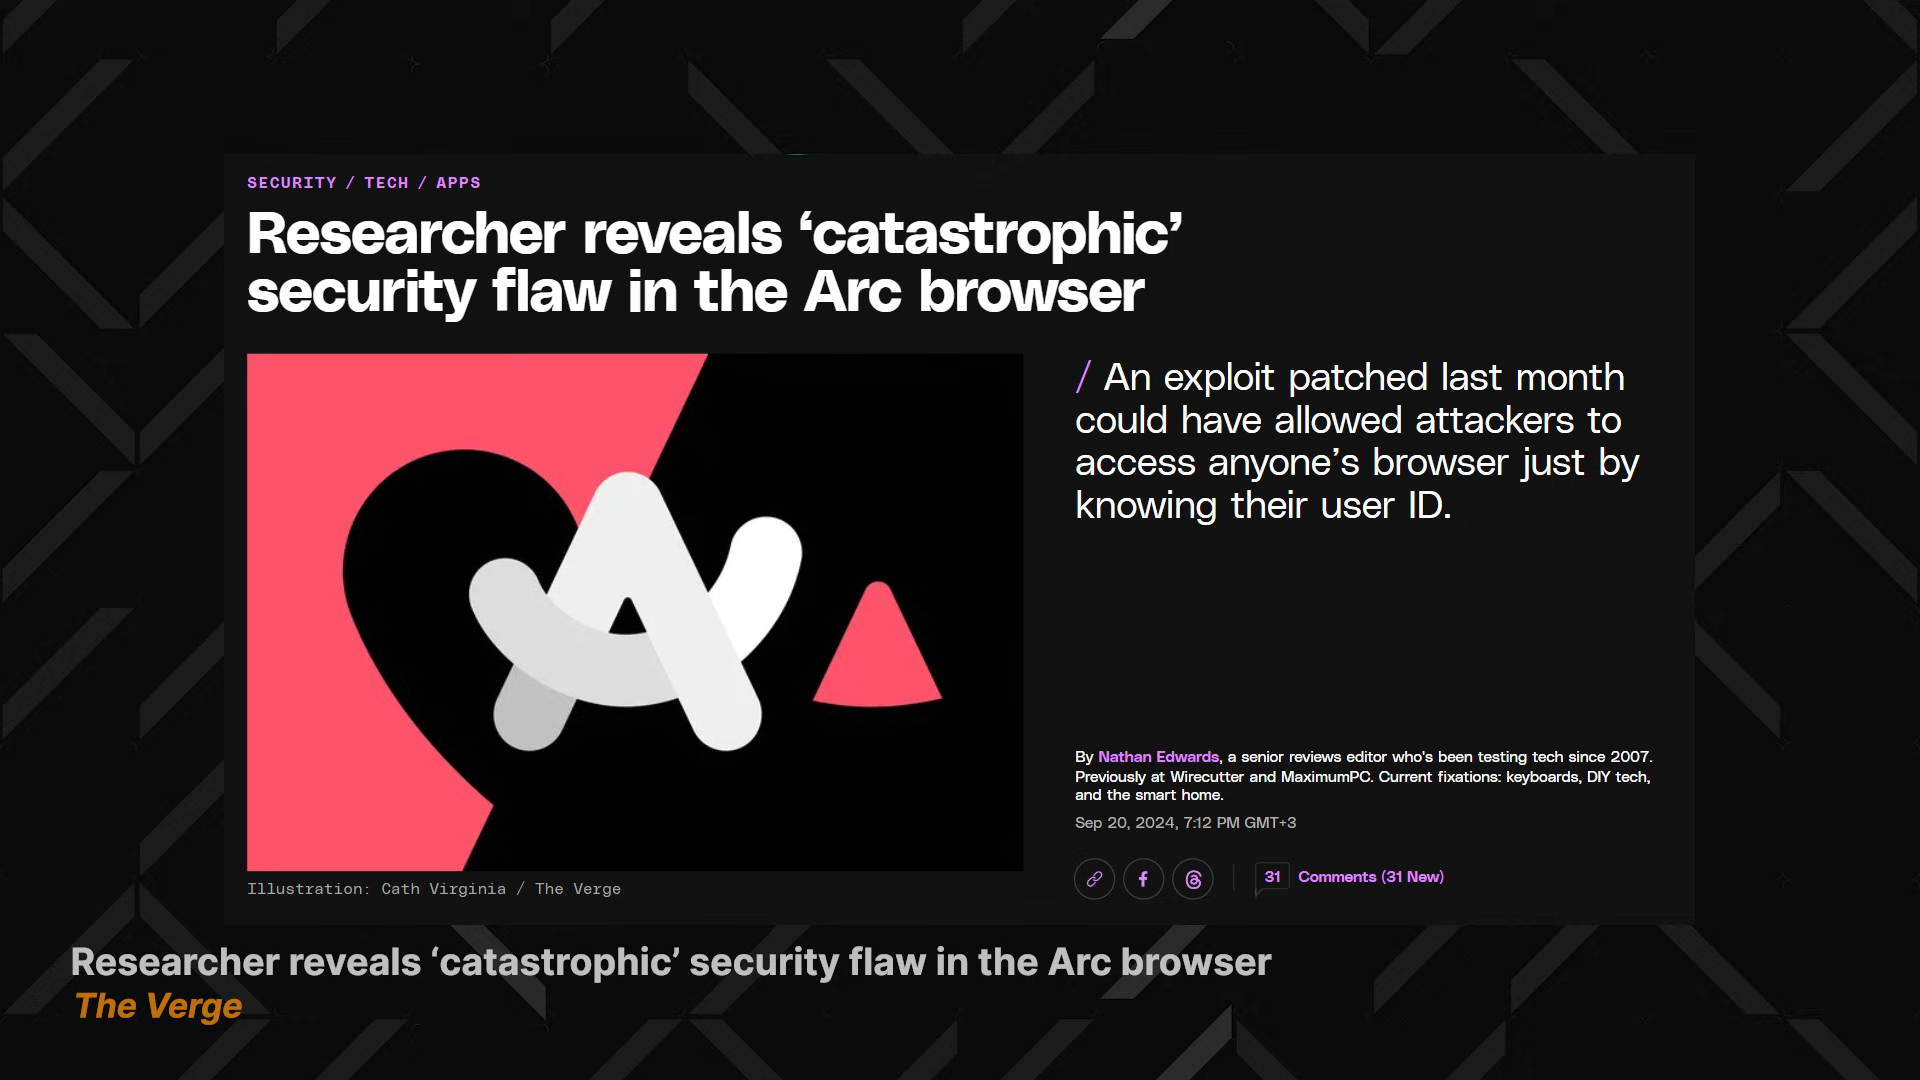 SECURITY / TECH / APPS
Researcher reveals ‘catastrophic’
security flaw in the Arc browser
/ An exploit patched last month
could have allowed attackers to
access anyone’s browser just by
knowing their user ID.
By Nathan Edwards, a senior reviews editor who's been testing tech since 2007.
Previously at Wirecutter and MaximumPC. Current fixations: keyboards, DIY tech,
and the smart home.
Sep 20, 2024, 7:12 PM GMT+3
31 Comments (31 New)
Illustration: Cath Virginia / The Verge
Researcher reveals ‘catastrophic’ security flaw in the Arc browser
The Verge